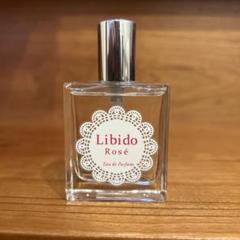 Libido
Rosé
Eau de Parfum